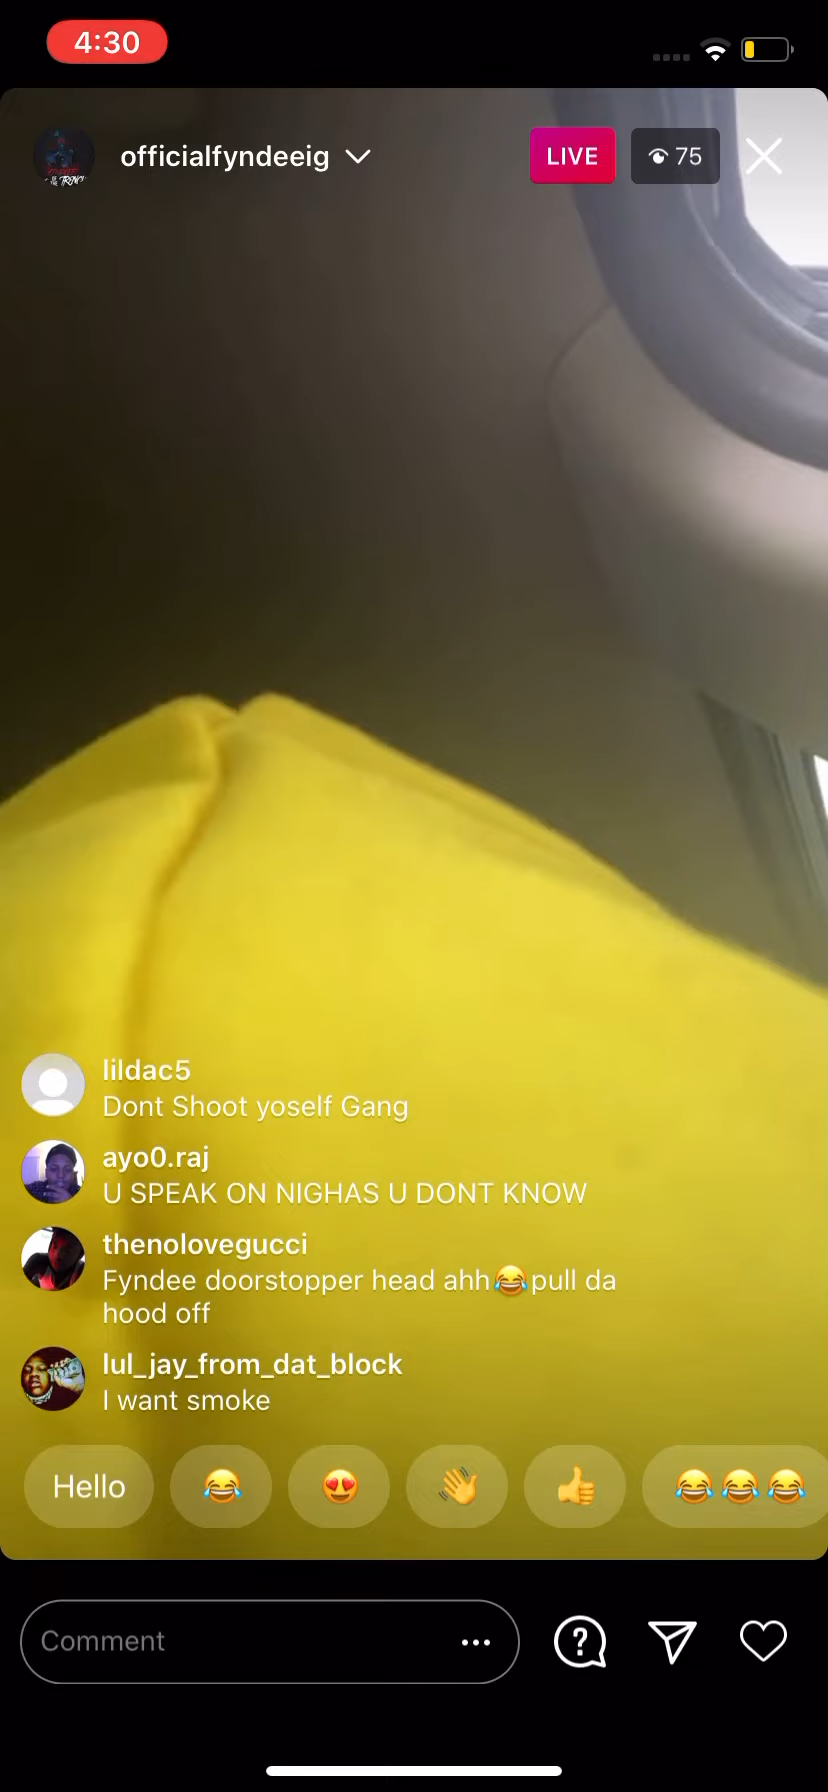 4:30
officialfyndeeig
LIVE
75
lildac5
Dont Shoot yoself Gang
ayo0.raj
U SPEAK ON NIGHAS U DONT KNOW
thenolovegucci
Fyndee doorstopper head ahh😂pull da
hood off
lul_jay_from_dat_block
I want smoke
Hello
Comment